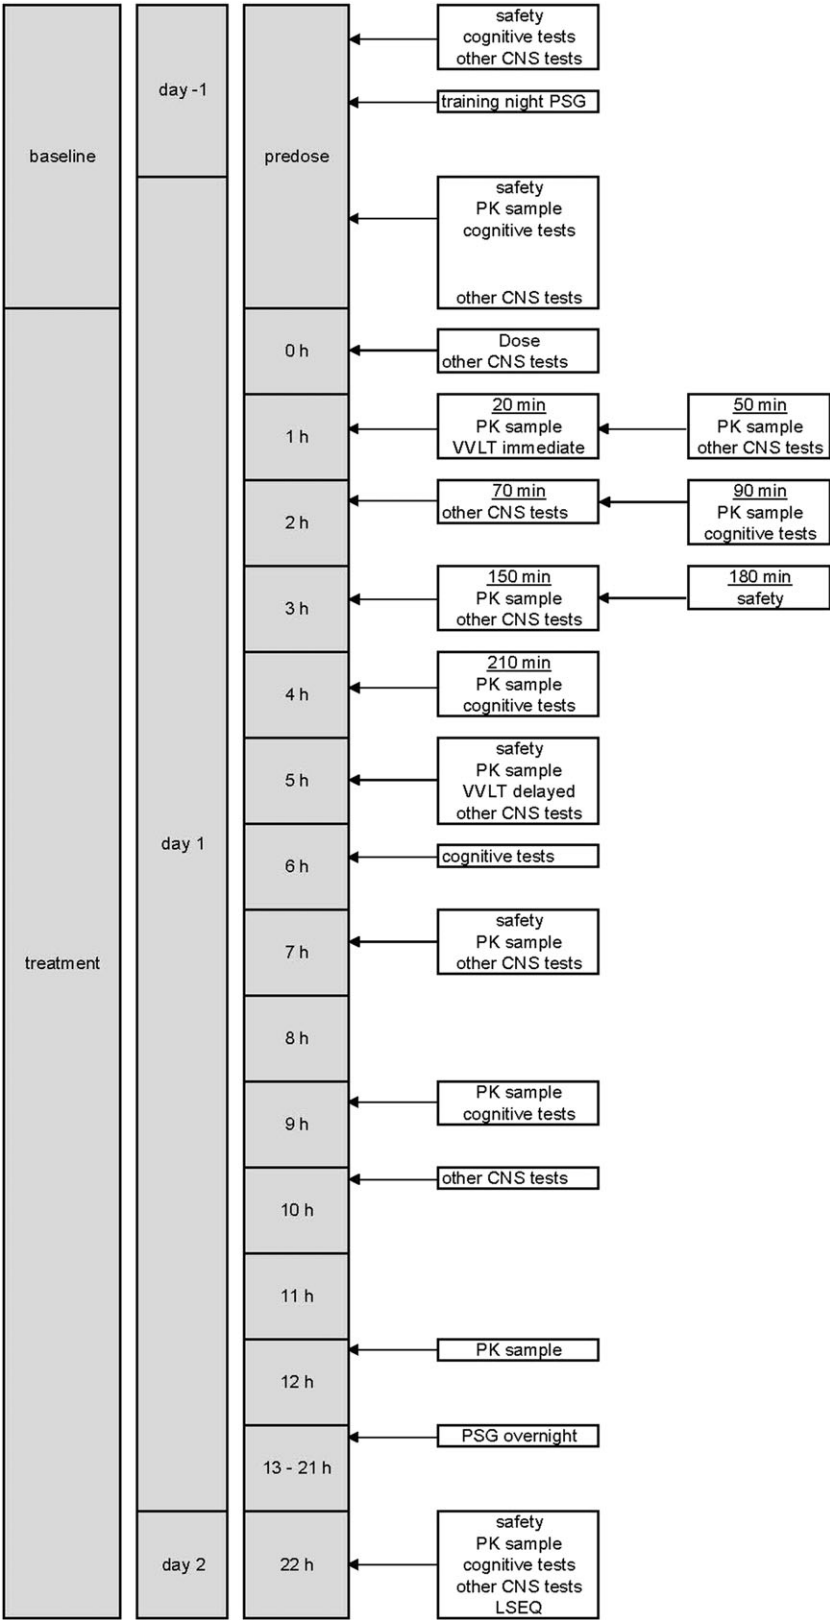 baseline
treatment
day -1
day 1
day 2
predose
safety
cognitive tests
other CNS tests
training night PSG
safety
PK sample
cognitive tests
other CNS tests
0 h
Dose
other CNS tests
1 h
20 min
PK sample
VVLT immediate
50 min
PK sample
other CNS tests
2 h
70 min
other CNS tests
90 min
PK sample
cognitive tests
3 h
150 min
PK sample
other CNS tests
180 min
safety
4 h
210 min
PK sample
cognitive tests
5 h
safety
PK sample
VVLT delayed
other CNS tests
6 h
cognitive tests
7 h
safety
PK sample
other CNS tests
8 h
9 h
PK sample
cognitive tests
10 h
other CNS tests
11 h
12 h
PK sample
13 - 21 h
PSG overnight
22 h
safety
PK sample
cognitive tests
other CNS tests
LSEQ